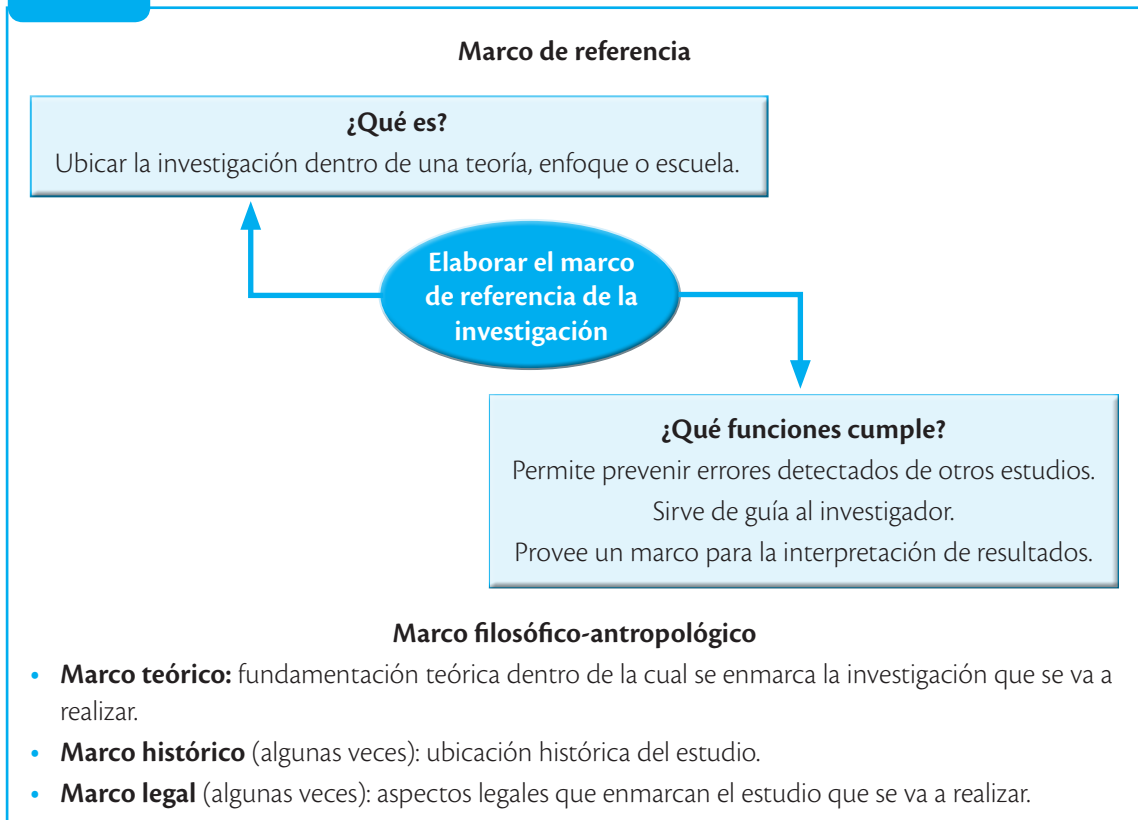 Marco de referencia
¿Qué es?
Ubicar la investigación dentro de una teoría, enfoque o escuela.
Elaborar el marco
de referencia de la
investigación
¿Qué funciones cumple?
Permite prevenir errores detectados de otros estudios.
Sirve de guía al investigador.
Provee un marco para la interpretación de resultados.
Marco filosófico-antropológico
• Marco teórico: fundamentación teórica dentro de la cual se enmarca la investigación que se va a
realizar.
• Marco histórico (algunas veces): ubicación histórica del estudio.
• Marco legal (algunas veces): aspectos legales que enmarcan el estudio que se va a realizar.